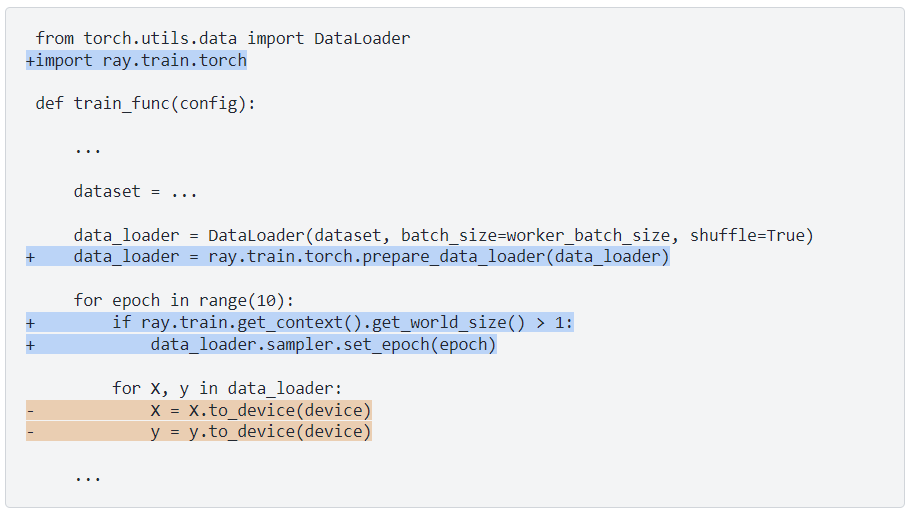 from torch.utils.data import DataLoader
+import ray.train.torch
def train_func(config):
...
dataset = ...
data_loader = DataLoader(dataset, batch_size=worker_batch_size, shuffle=True)
+ data_loader = ray.train.torch.prepare_data_loader(data_loader)
for epoch in range(10):
+ if ray.train.get_context().get_world_size() > 1:
+ data_loader.sampler.set_epoch(epoch)
for X, y in data_loader:
- X = X.to_device(device)
- y = y.to_device(device)
...